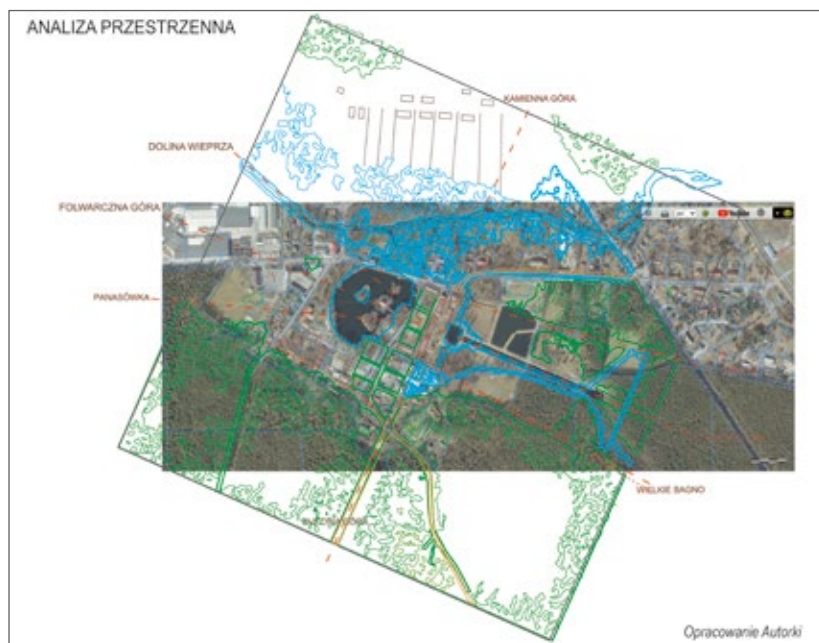 ANALIZA PRZESTRZENNA
KAMIENNA GÓRA
DOLINA WIEPRZA
FOLWARCZNA GÓRA
PANASÓWKA
WIELKIE BAGNO
Opracowanie Autorki